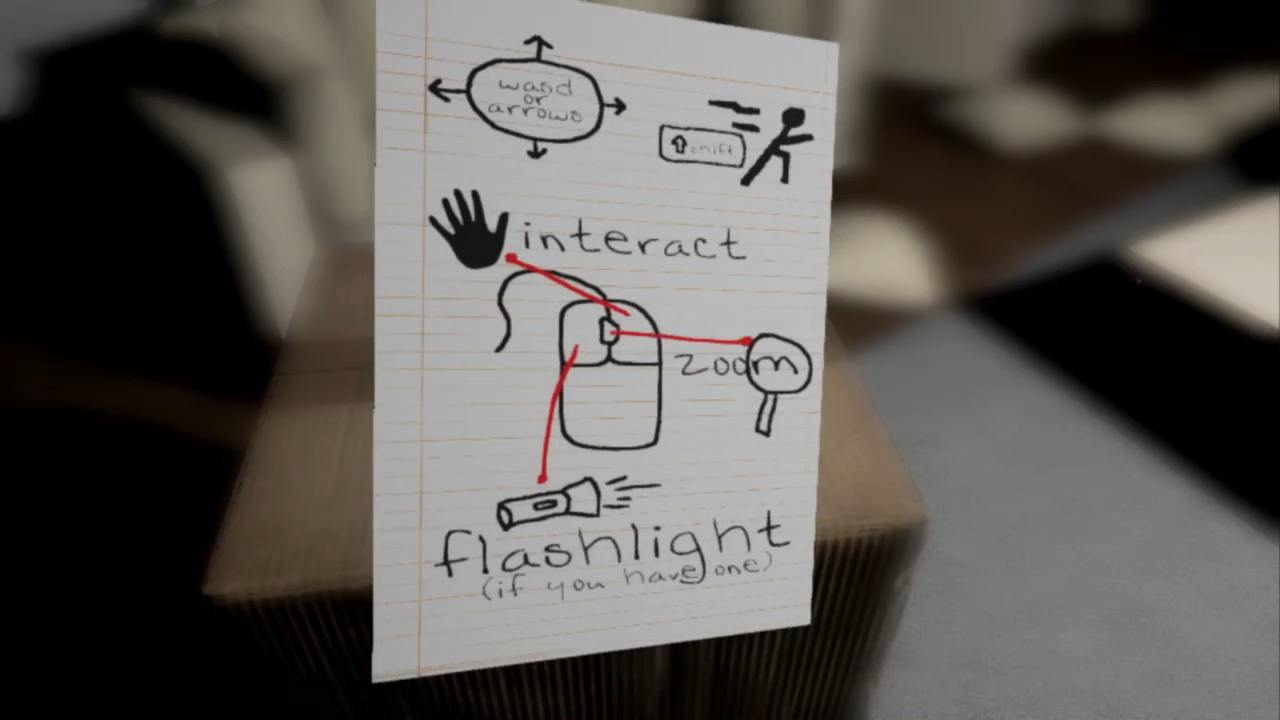 wasd
or
arrows
shift
interact
zoom
flashlight
(if you have one)